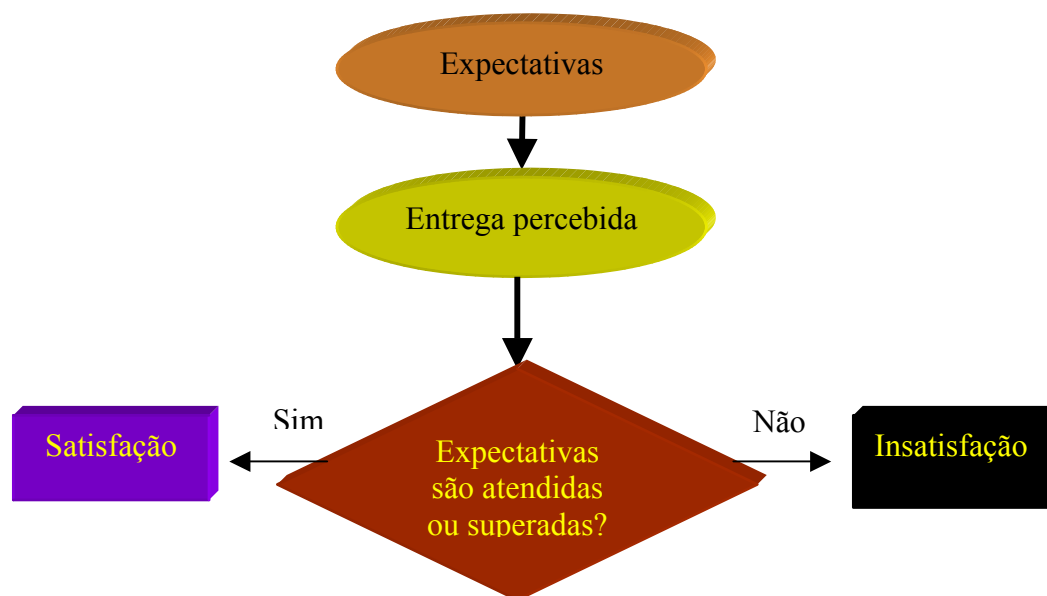 Expectativas
Entrega percebida
Sim
Não
Satisfação
Expectativas
são atendidas
ou superadas?
Insatisfação